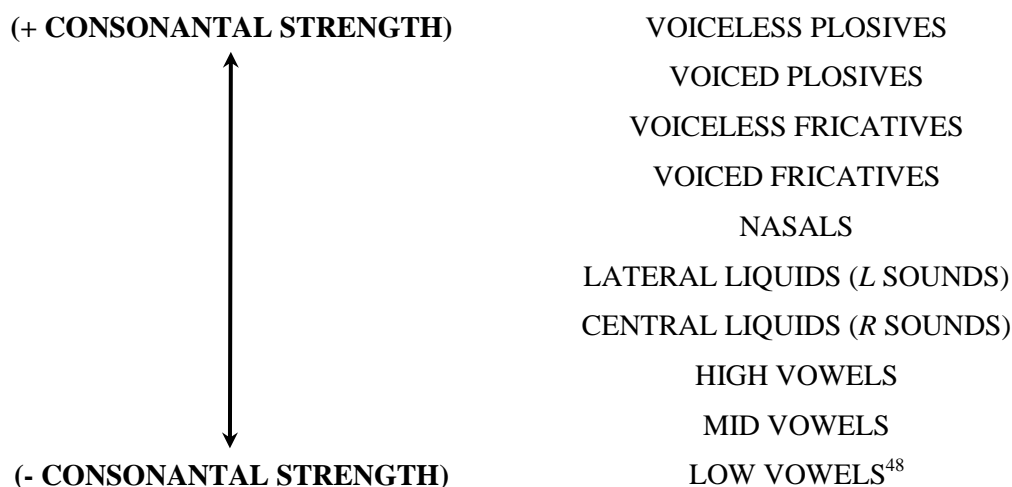 (+ CONSONANTAL STRENGTH) VOICELESS PLOSIVES
VOICED PLOSIVES
VOICELESS FRICATIVES
VOICED FRICATIVES
NASALS
LATERAL LIQUIDS (L SOUNDS)
CENTRAL LIQUIDS (R SOUNDS)
HIGH VOWELS
MID VOWELS
(- CONSONANTAL STRENGTH) LOW VOWELS48